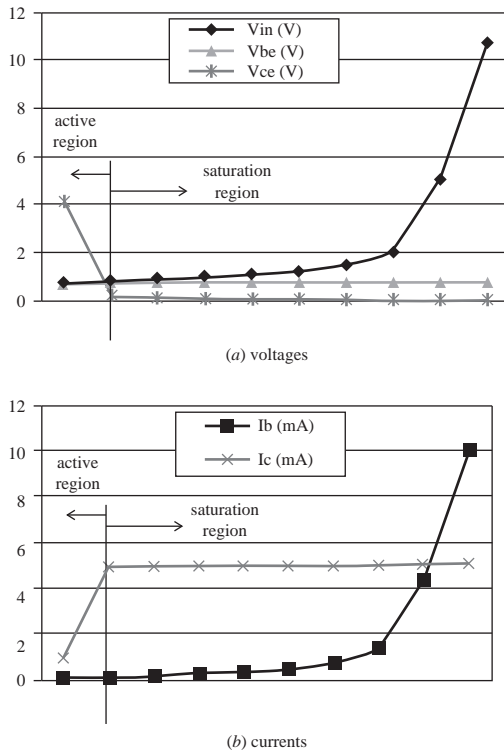 12
10
8
6
4
2
0
Vin (V)
Vbe (V)
Vce (V)
active
region
saturation
region
(a) voltages
12
10
8
6
4
2
0
Ib (mA)
Ic (mA)
active
region
saturation
region
(b) currents